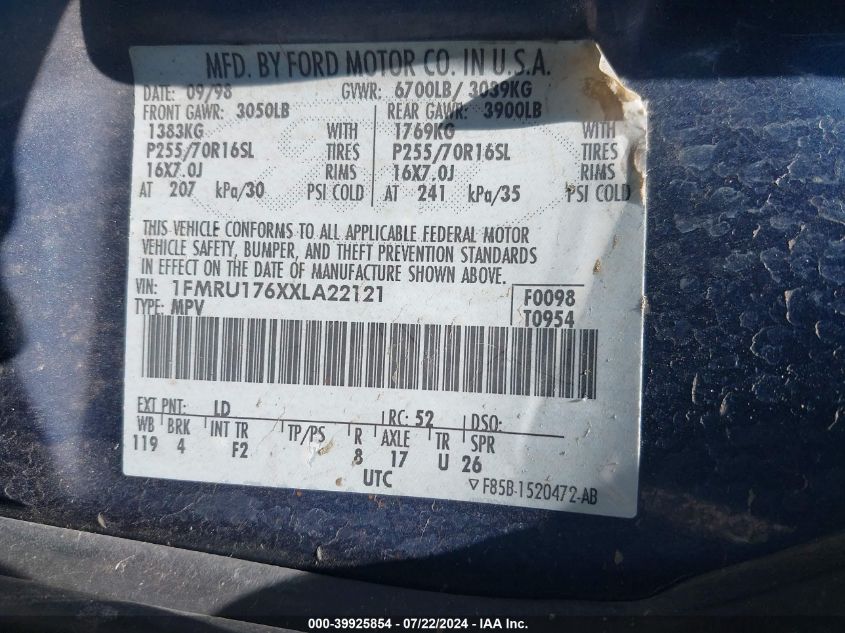 MFD. BY FORD MOTOR CO. IN U.S.A.
DATE: 09/98 GVWR: 6700LB/ 3039KG
FRONT GAWR: 3050LB REAR GAWR: 3900LB
1383KG WITH 1769KG WITH
P255/70R16SL TIRES P255/70R16SL TIRES
16X7.0J RIMS 16X7.0J RIMS
AT 207 kPa/30 PSI COLD AT 241 kPa/35 PSI COLD
THIS VEHICLE CONFORMS TO ALL APPLICABLE FEDERAL MOTOR
VEHICLE SAFETY, BUMPER, AND THEFT PREVENTION STANDARDS
IN EFFECT ON THE DATE OF MANUFACTURE SHOWN ABOVE.
VIN: 1FMRU176XXLA22121 F0098
TYPE: MPV T0954
EXT PNT: LD RC: 52 DSO:
WB BRK INT TR TP/PS R AXLE TR SPR
119 4 F2 8 17 U 26
UTC ▽ F85B-1520472-AB
000-39925854 / 07/22/2024 / IAA Inc.